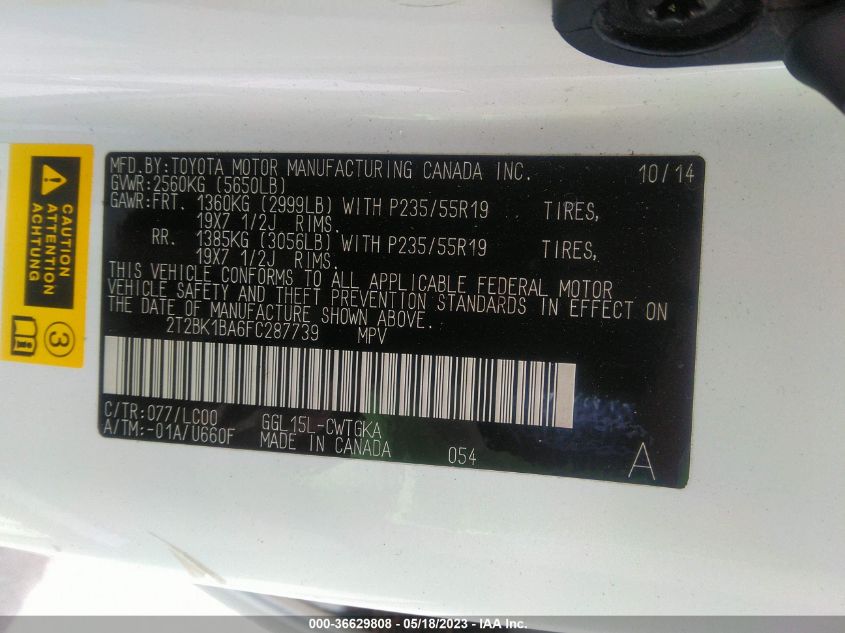 CAUTION
ATTENTION
ACHTUNG
3
MFD.BY:TOYOTA MOTOR MANUFACTURING CANADA INC. 10/14
GVWR:2560KG (5650LB)
GAWR:FRT. 1360KG (2999LB) WITH P235/55R19 TIRES,
19X7 1/2J RIMS.
RR. 1385KG (3056LB) WITH P235/55R19 TIRES,
19X7 1/2J RIMS.
THIS VEHICLE CONFORMS TO ALL APPLICABLE FEDERAL MOTOR
VEHICLE SAFETY AND THEFT PREVENTION STANDARDS IN EFFECT ON
THE DATE OF MANUFACTURE SHOWN ABOVE.
2T2BK1BA6FC287739 MPV
C/TR:077/LC00 GGL15L-CWTGKA
A/TM:-01A/U660F MADE IN CANADA 054
A
000-36629808 - 05/18/2023 - IAA Inc.